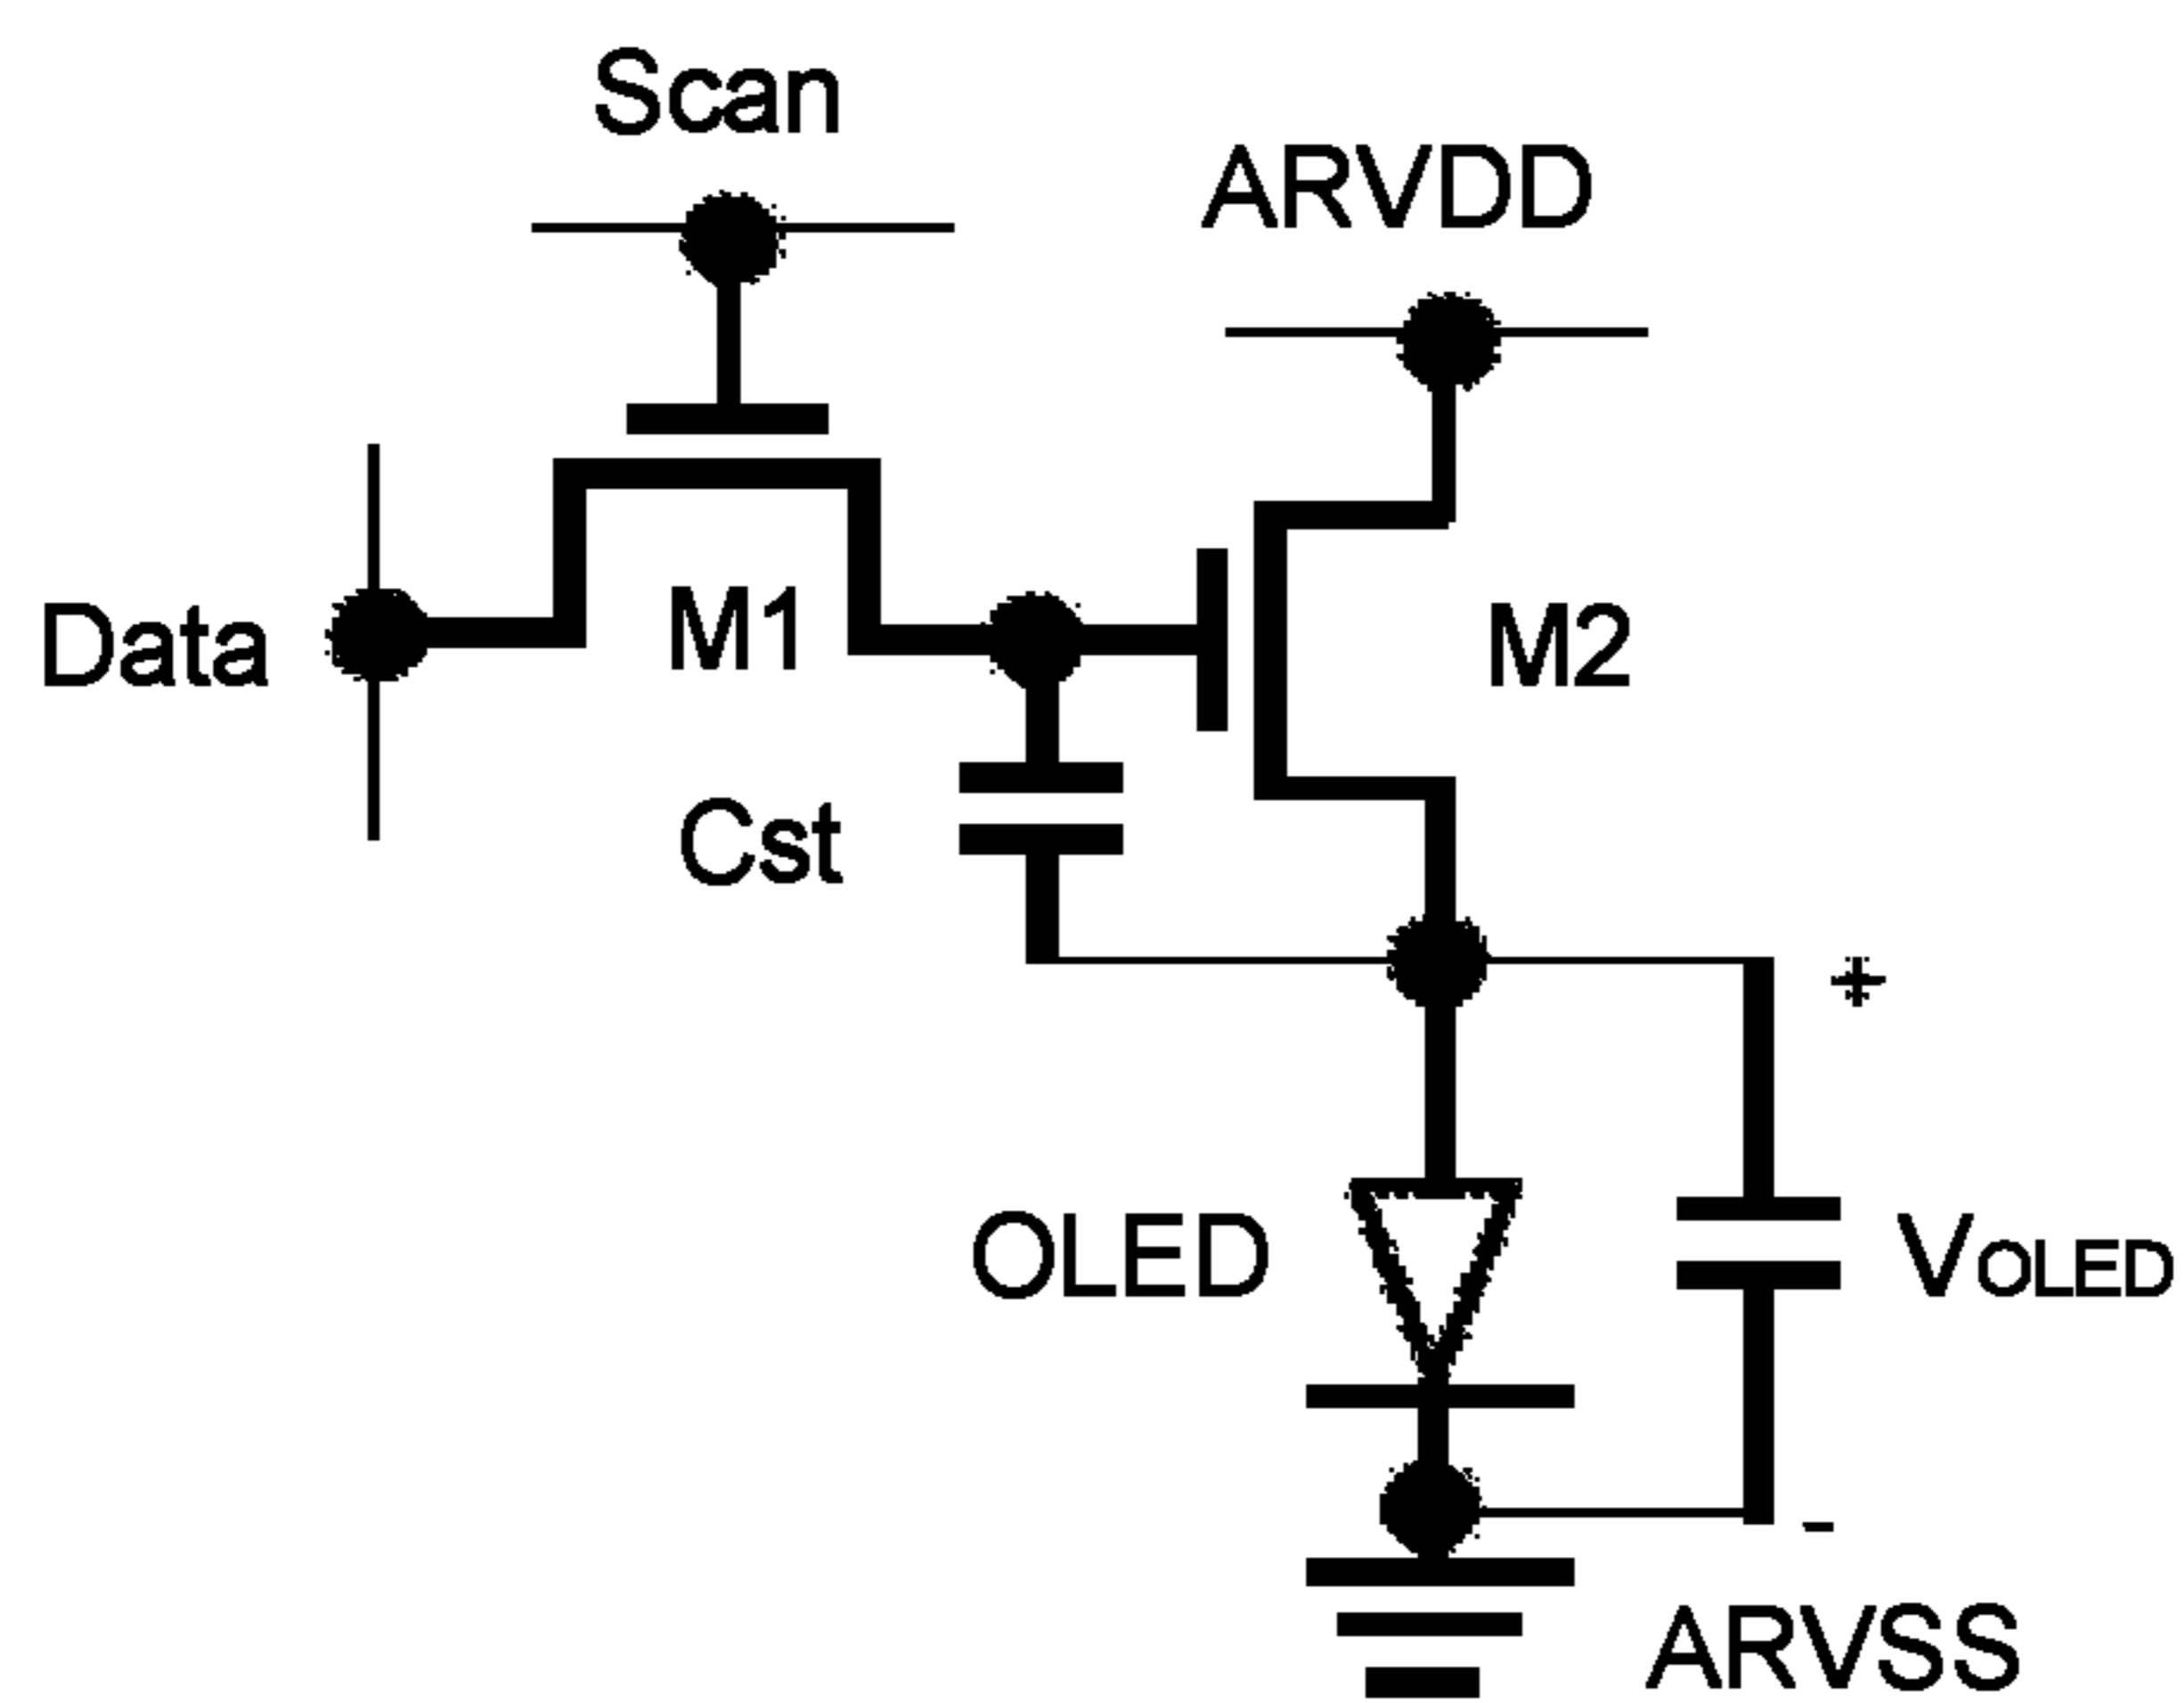 Scan
ARVDD
Data
M1
M2
Cst
+
OLED
VOLED
-
ARVSS